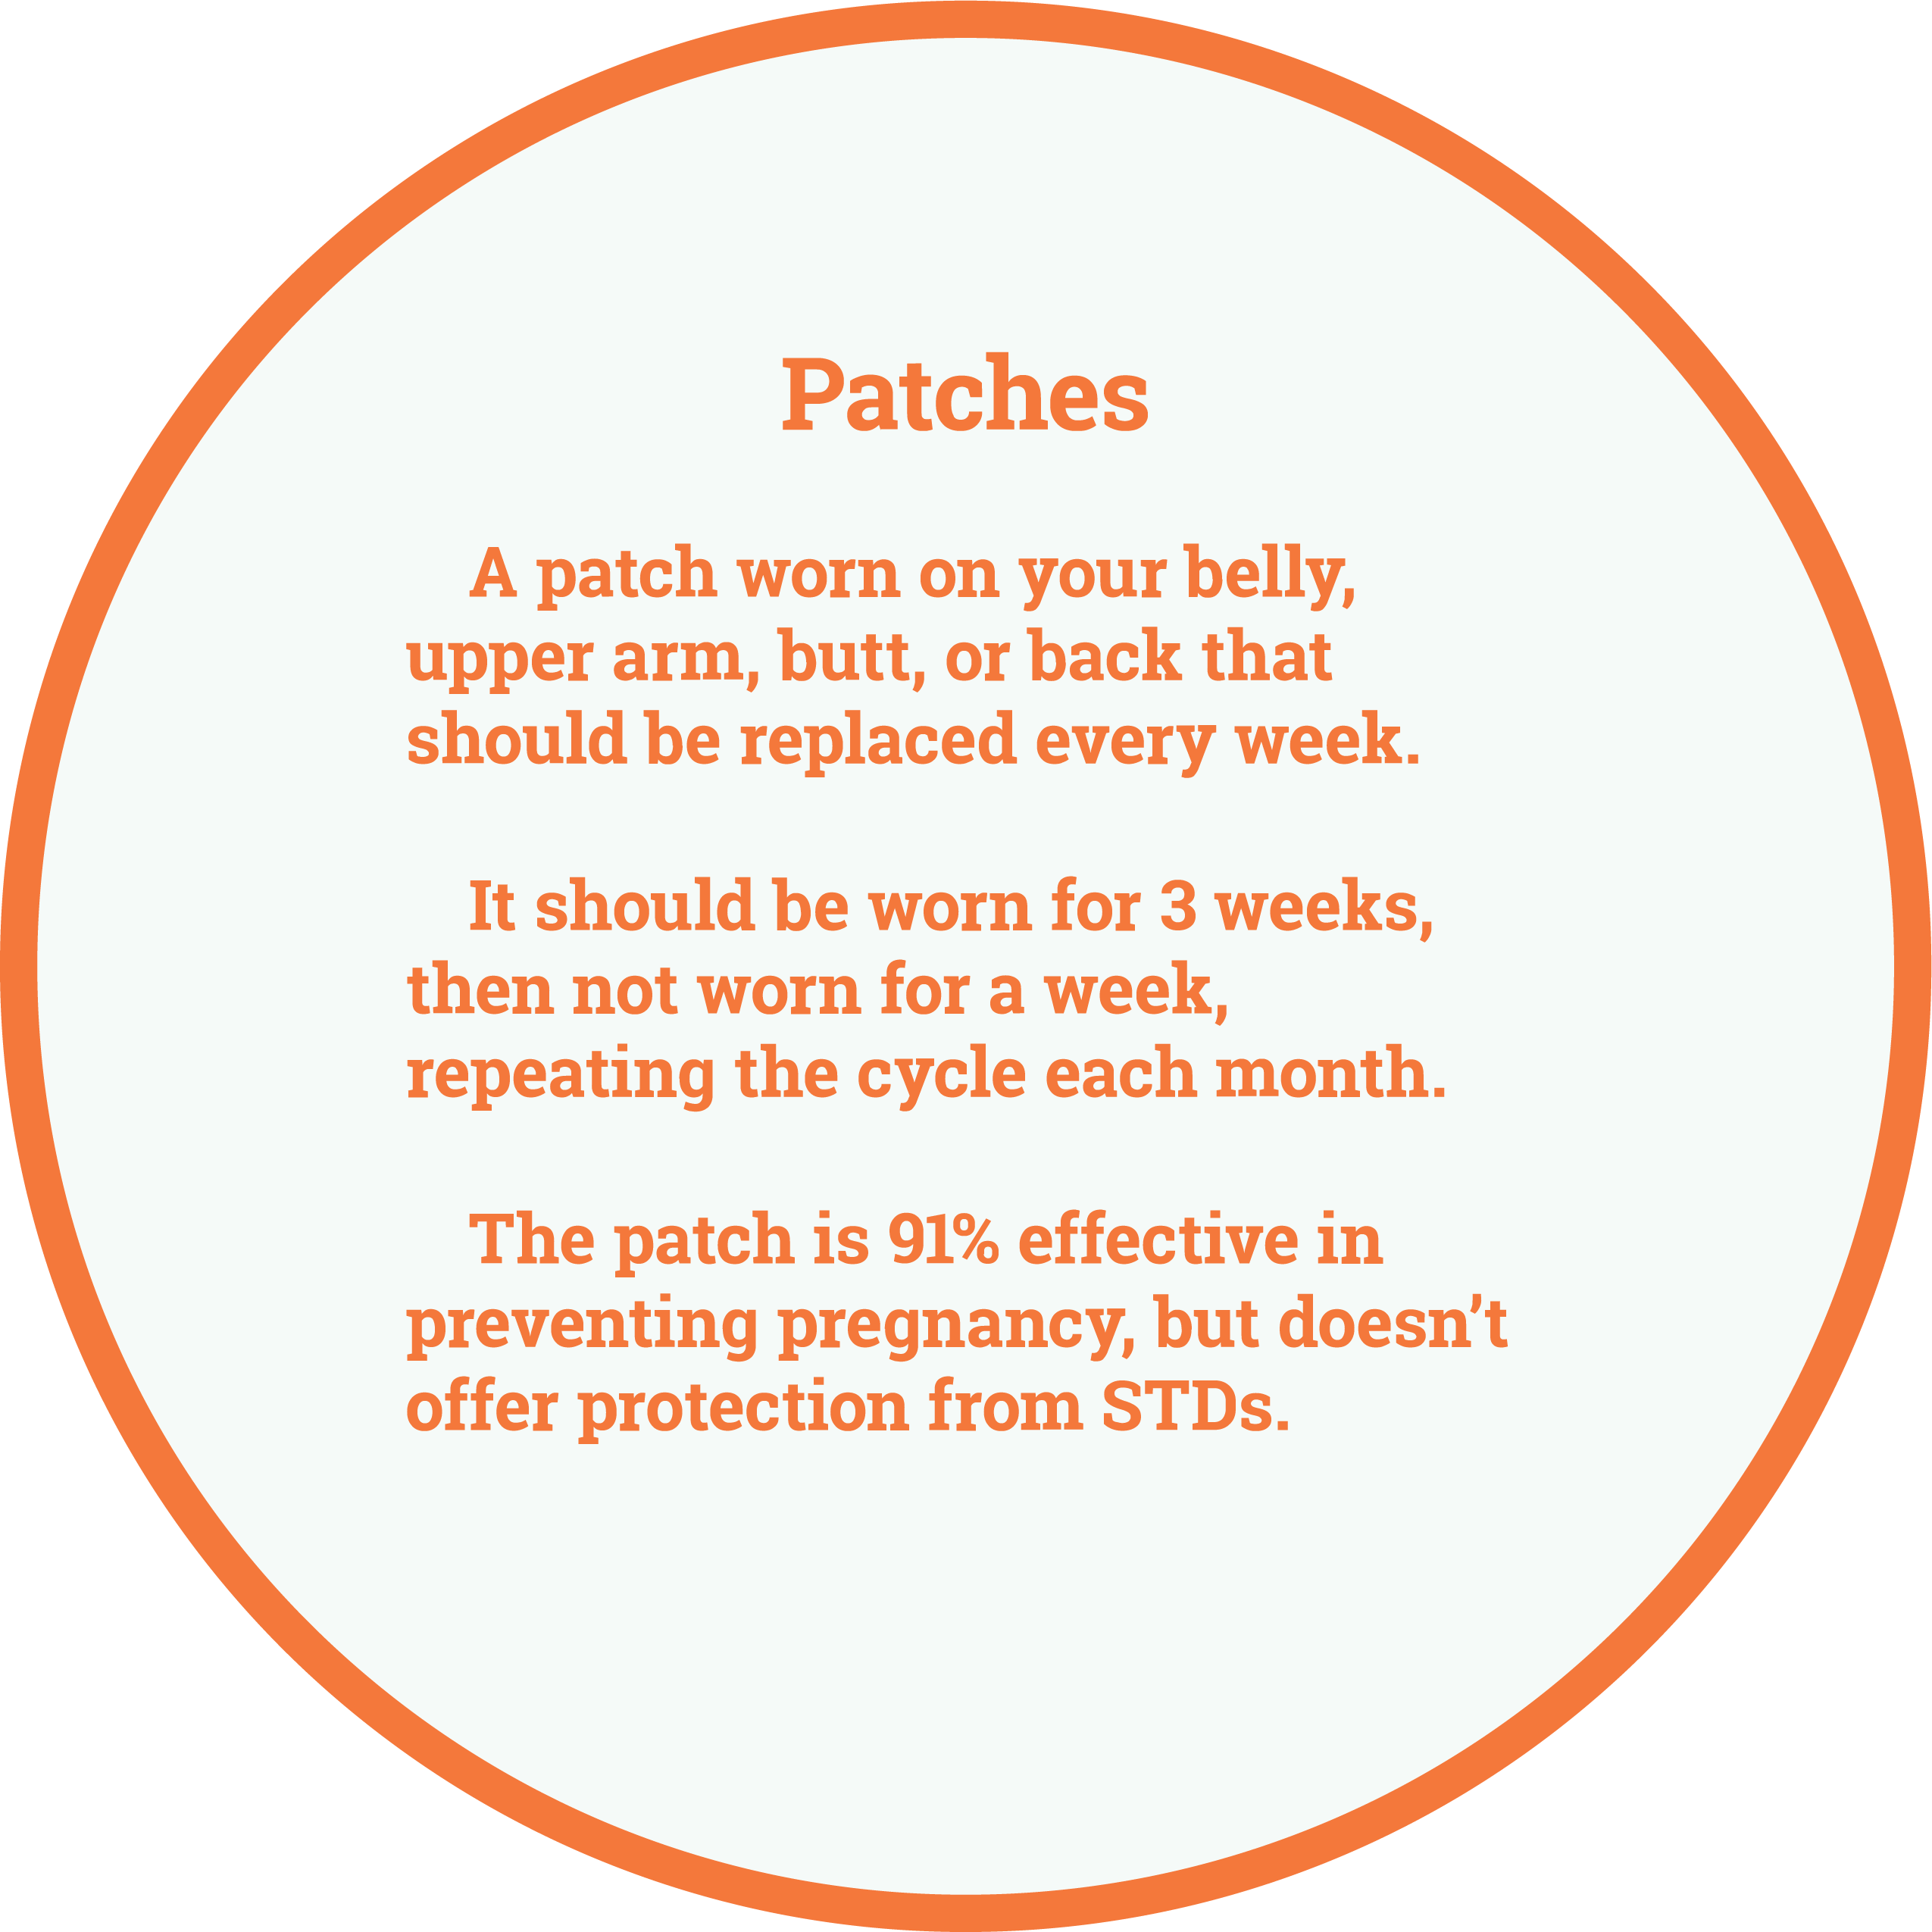 Patches
A patch worn on your belly,
upper arm, butt, or back that
should be replaced every week.
It should be worn for 3 weeks,
then not worn for a week,
repeating the cycle each month.
The patch is 91% effective in
preventing pregnancy, but doesn’t
offer protection from STDs.